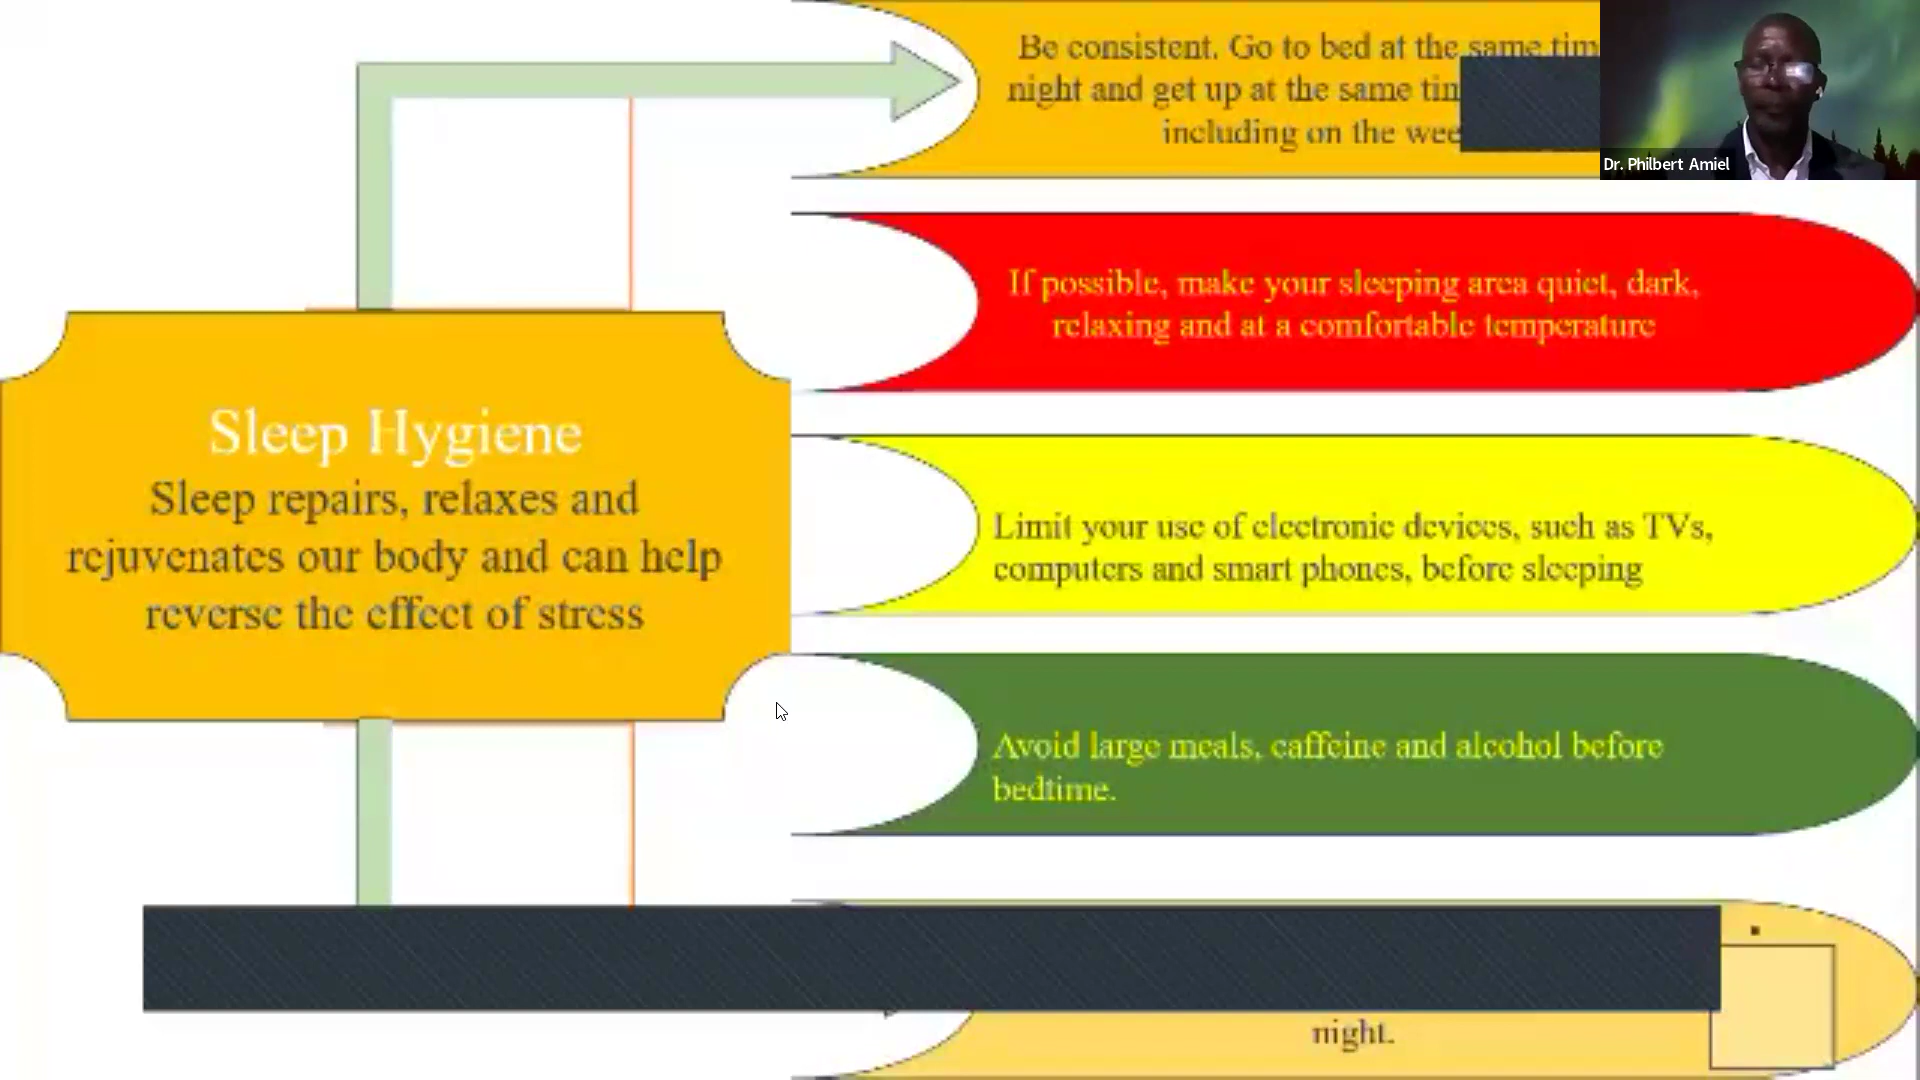 Be consistent. Go to bed at the same
night and get up at the same
including on the
Dr. Philbert Amiel
If possible, make your sleeping area quiet, dark,
relaxing and at a comfortable temperature
Sleep Hygiene
Sleep repairs, relaxes and
rejuvenates our body and can help
reverse the effect of stress
Limit your use of electronic devices, such as TVs,
computers and smart phones, before sleeping
Avoid large meals, caffeine and alcohol before
bedtime.
night.